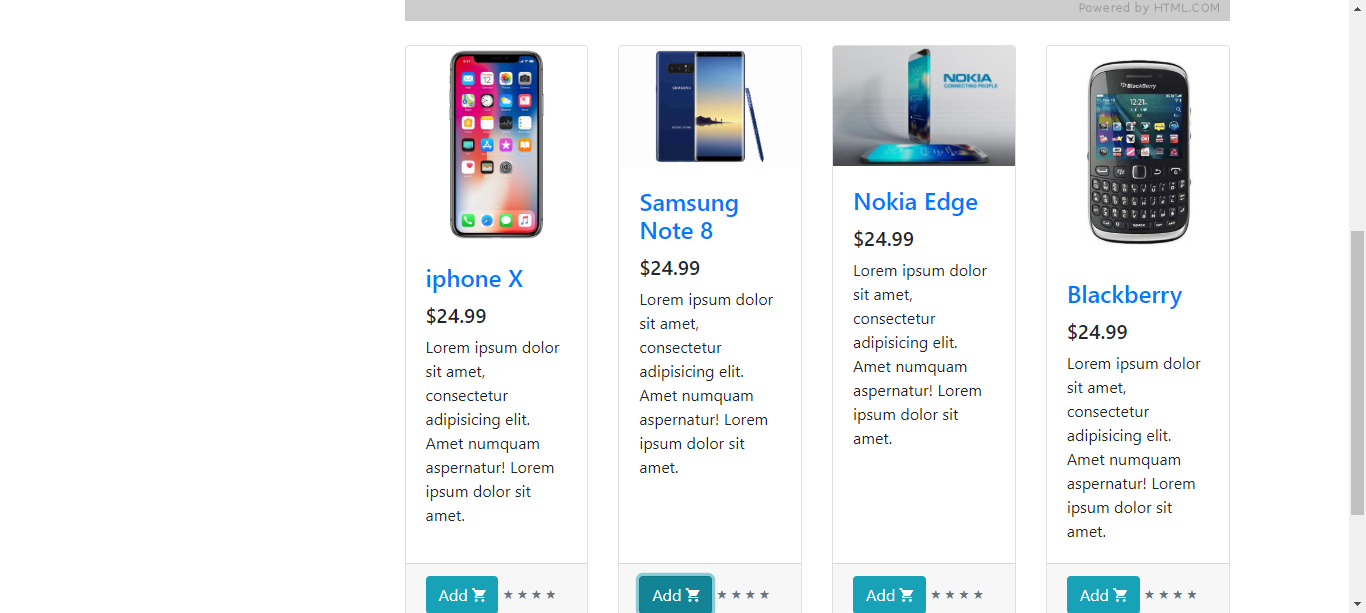 Powered by HTML.COM
SAMSUNG
NOKIA
CONNECTING PEOPLE
BlackBerry
12:21
iphone X
$24.99
Lorem ipsum dolor
sit amet,
consectetur
adipisicing elit.
Amet numquam
aspernatur! Lorem
ipsum dolor sit
amet.
Add ★ ★ ★ ★
Samsung
Note 8
$24.99
Lorem ipsum dolor
sit amet,
consectetur
adipisicing elit.
Amet numquam
aspernatur! Lorem
ipsum dolor sit
amet.
Add ★ ★ ★ ★
Nokia Edge
$24.99
Lorem ipsum dolor
sit amet,
consectetur
adipisicing elit.
Amet numquam
aspernatur! Lorem
ipsum dolor sit
amet.
Add ★ ★ ★ ★
Blackberry
$24.99
Lorem ipsum dolor
sit amet,
consectetur
adipisicing elit.
Amet numquam
aspernatur! Lorem
ipsum dolor sit
amet.
Add ★ ★ ★ ★